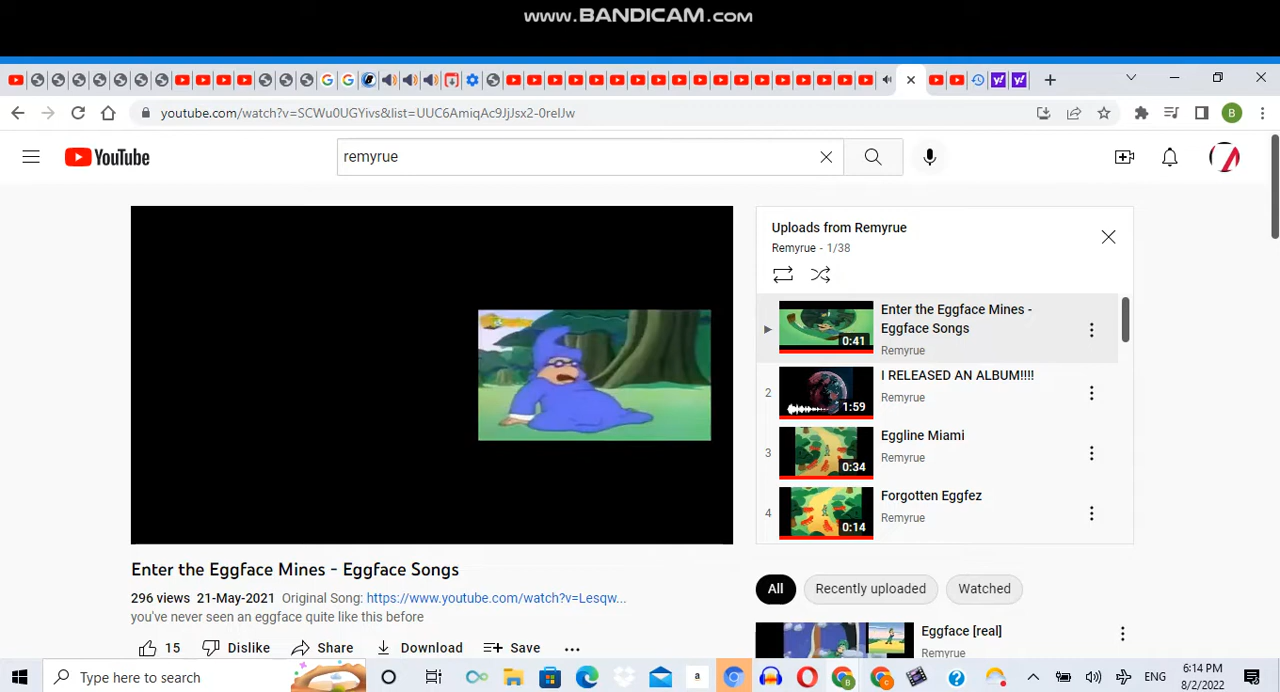 www.BANDICAM.com
youtube.com/watch?v=SCWu0UGYivs&list=UUC6AmiqAc9JjJsx2-0relJw
B
YouTube
remyrue
Uploads from Remyrue
Remyrue - 1/38
Enter the Eggface Mines -
Eggface Songs
0:41
Remyrue
2
I RELEASED AN ALBUM!!!!
1:59
Remyrue
3
Eggline Miami
0:34
Remyrue
4
Forgotten Eggfez
0:14
Remyrue
Enter the Eggface Mines - Eggface Songs
296 views 21-May-2021 Original Song: https://www.youtube.com/watch?v=Lesqw...
you've never seen an eggface quite like this before
15 Dislike Share Download Save
All Recently uploaded Watched
Eggface [real]
Remyrue
Type here to search
ENG
6:14 PM
8/2/2022